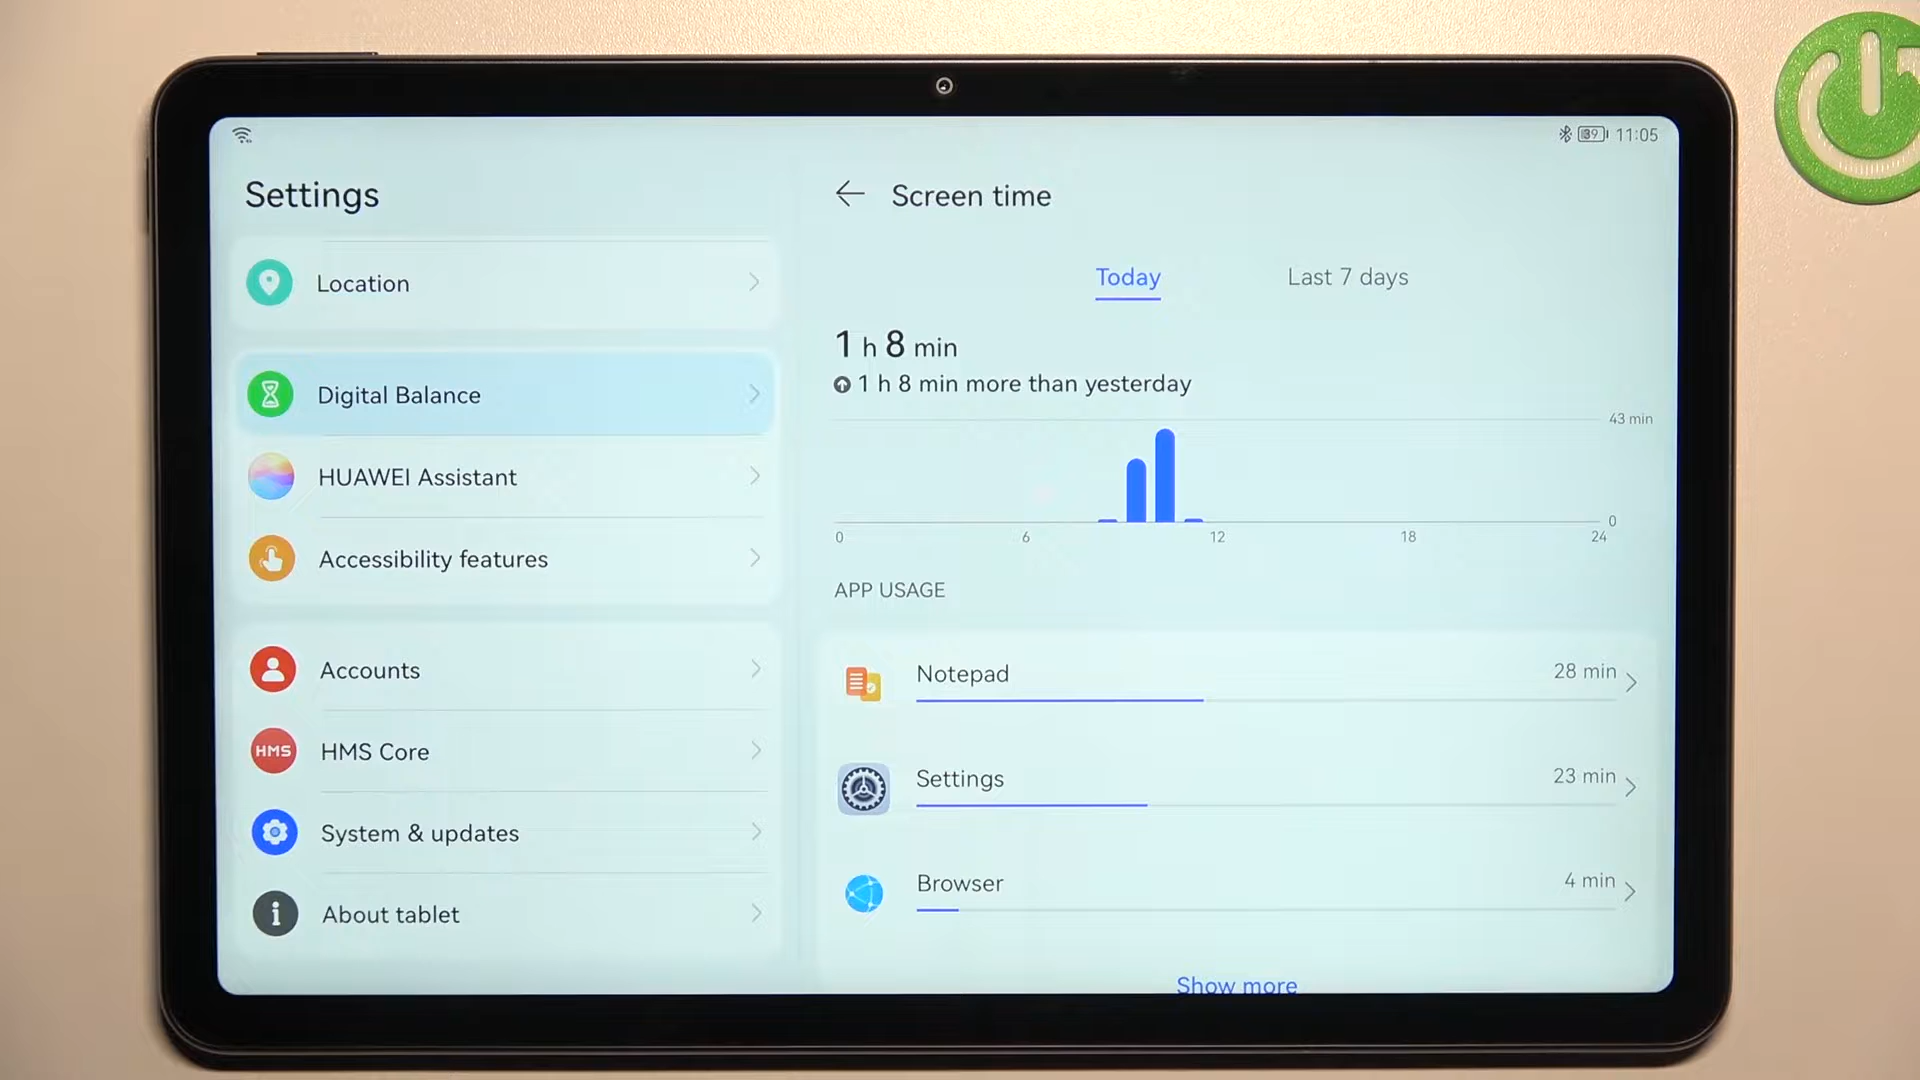 39 11:05
Settings
Location
Digital Balance
HUAWEI Assistant
Accessibility features
Accounts
HMS
HMS Core
System & updates
About tablet
Screen time
Today Last 7 days
1 h 8 min
1 h 8 min more than yesterday
43 min
0
0 6 12 18 24
APP USAGE
Notepad 28 min
Settings 23 min
Browser 4 min
Show more